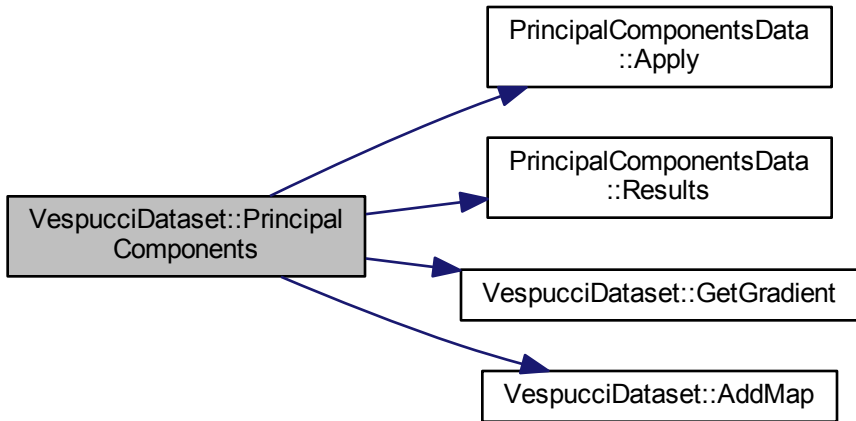 PrincipalComponentsData
::Apply
PrincipalComponentsData
::Results
VespucciDataset::Principal
Components
VespucciDataset::GetGradient
VespucciDataset::AddMap